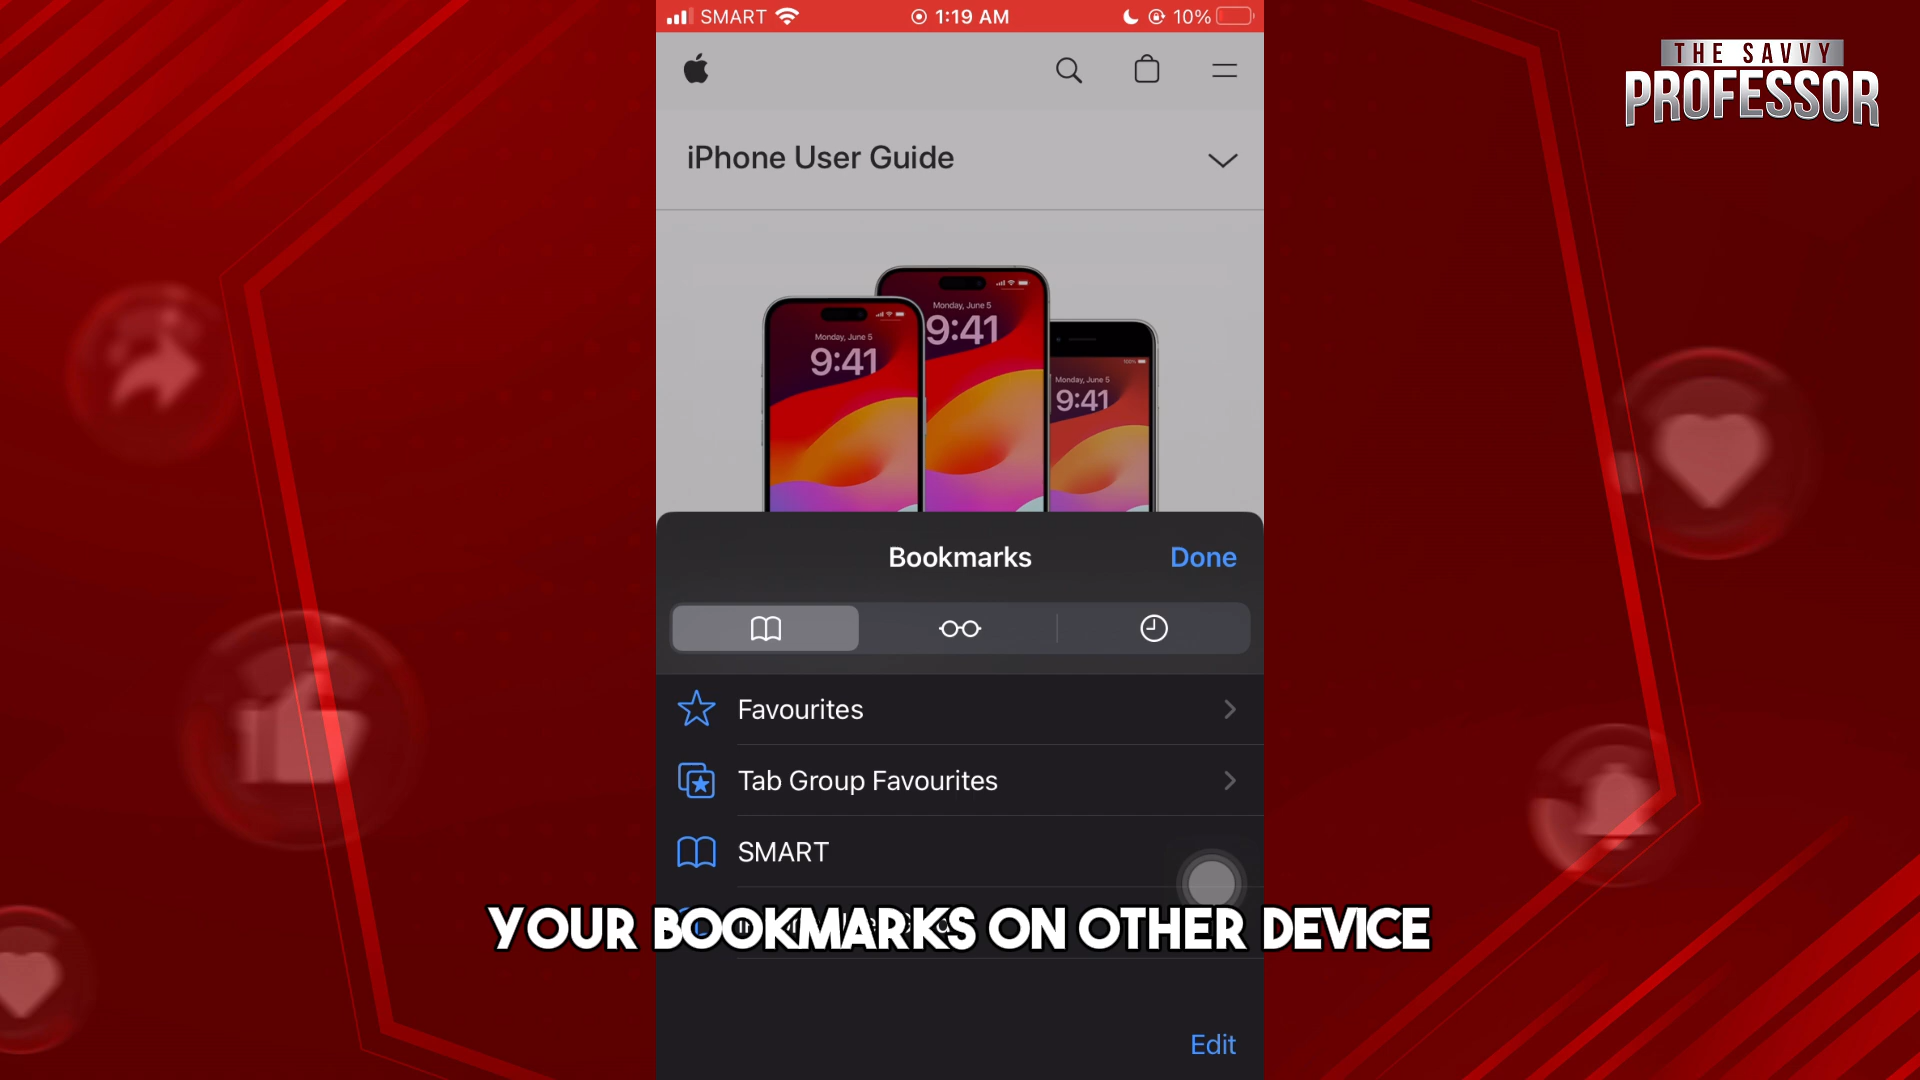 SMART 1:19 AM 10%
THE SAVVY
PROFESSOR
iPhone User Guide
Monday, June 5
9:41
Monday, June 5
9:41
100%
Monday, June 5
9:41
Bookmarks Done
Favourites
Tab Group Favourites
SMART
YOUR BOOKMARKS ON OTHER DEVICE
Edit